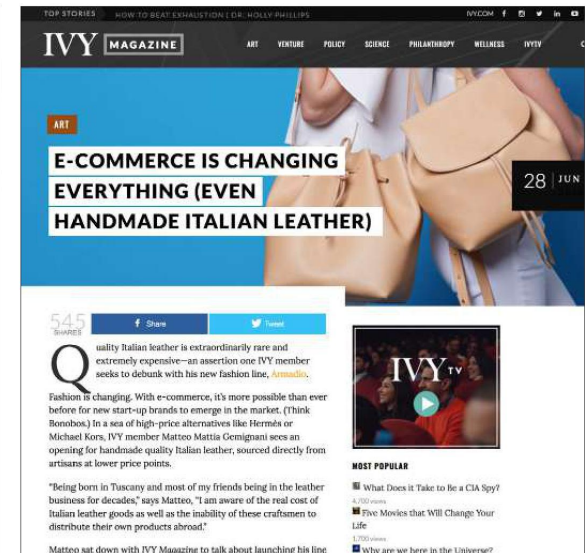 TOP STORIES HOW TO BEAT EXHAUSTION | DR. HOLLY PHILLIPS IVY.COM
IVY MAGAZINE ART VENTURE POLICY SCIENCE PHILANTHROPY WELLNESS IVYTV
ART
E-COMMERCE IS CHANGING
EVERYTHING (EVEN
HANDMADE ITALIAN LEATHER)
28 | JUN
545
SHARES
Share
Tweet
Quality Italian leather is extraordinarily rare and
extremely expensive—an assertion one IVY member
seeks to debunk with his new fashion line, Armadio.
Fashion is changing. With e-commerce, it's more possible than ever
before for new start-up brands to emerge in the market. (Think
Bonobos.) In a sea of high-price alternatives like Hermès or
Michael Kors, IVY member Matteo Mattia Gemignani sees an
opening for handmade quality Italian leather, sourced directly from
artisans at lower price points.
"Being born in Tuscany and most of my friends being in the leather
business for decades," says Matteo, "I am aware of the real cost of
Italian leather goods as well as the inability of these craftsmen to
distribute their own products abroad."
Matteo sat down with IVY Magazine to talk about launching his line
IVY TV
MOST POPULAR
What Does it Take to Be a CIA Spy?
4,700 views
Five Movies that Will Change Your
Life
1,700 views
Why are we here in the Universe?